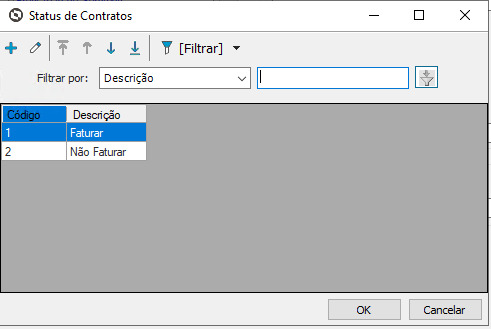 Status de Contratos
[Filtrar]
Filtrar por: Descrição
Código Descrição
1 Faturar
2 Não Faturar
OK Cancelar